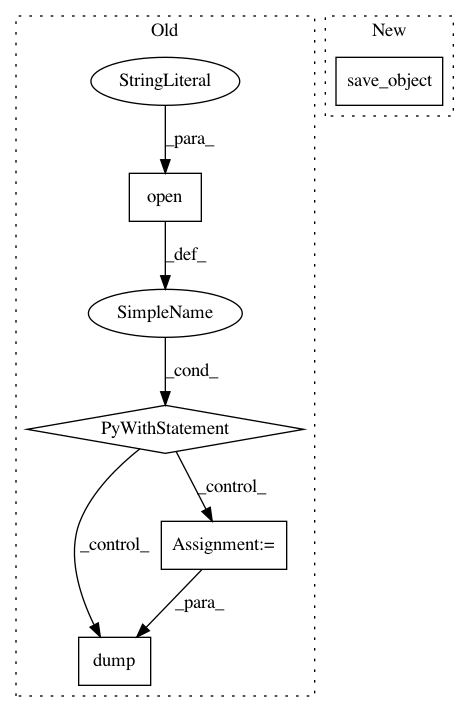 Old
New
StringLiteral
save_object
_para_
open
_def_
SimpleName
_cond_
PyWithStatement
_control_
_control_
Assignment:=
_para_
dump